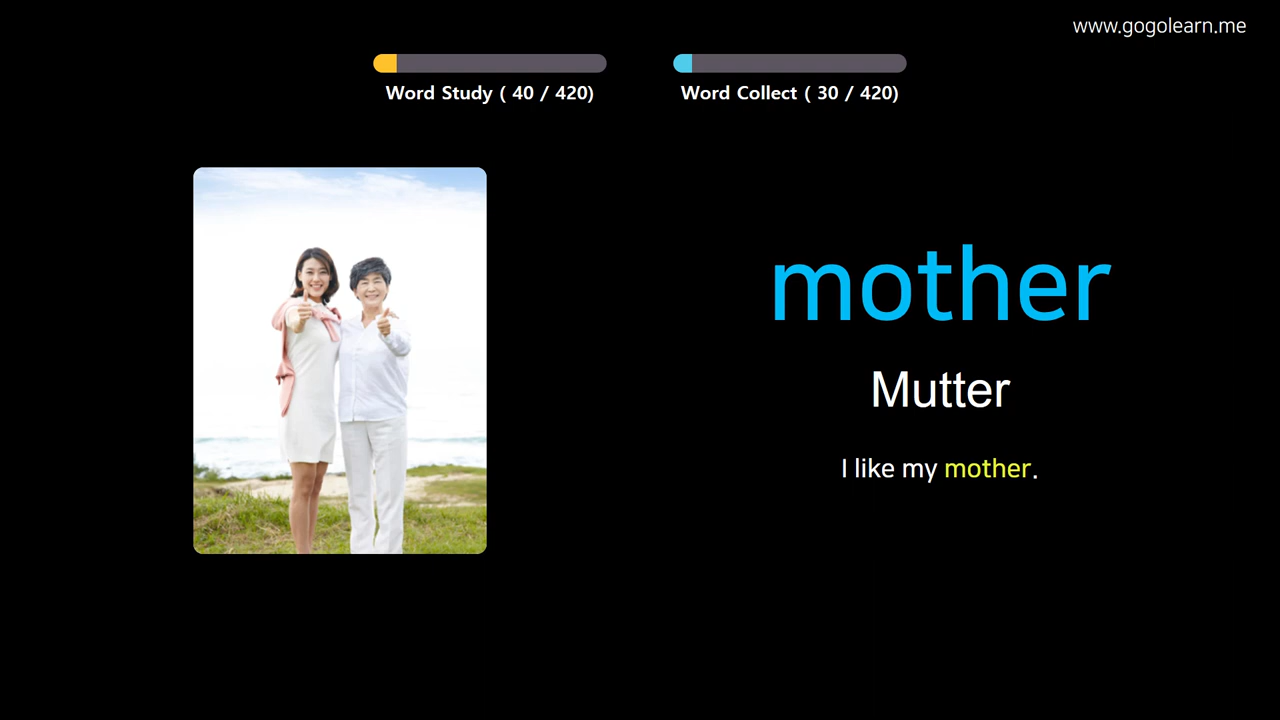 www.gogolearn.me
Word Study ( 40 / 420)
Word Collect ( 30 / 420)
mother
Mutter
I like my mother.